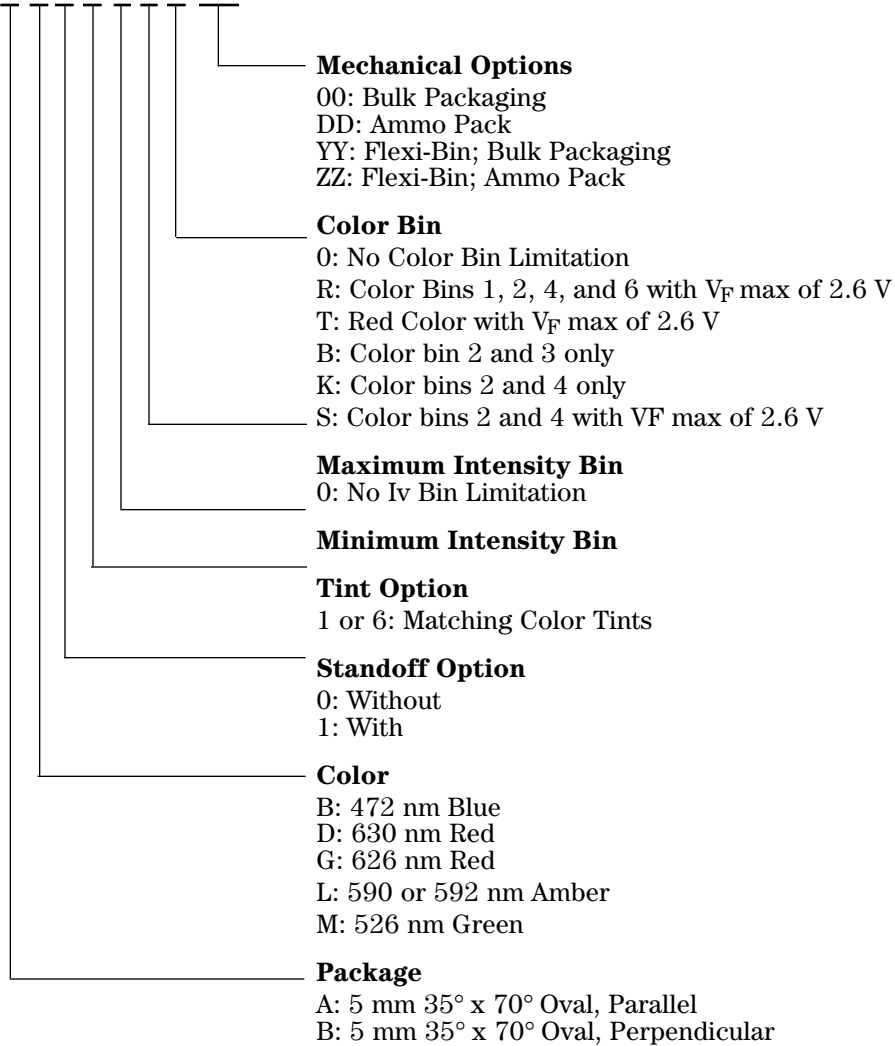 Mechanical Options
00: Bulk Packaging
DD: Ammo Pack
YY: Flexi-Bin; Bulk Packaging
ZZ: Flexi-Bin; Ammo Pack
Color Bin
0: No Color Bin Limitation
R: Color Bins 1, 2, 4, and 6 with VF max of 2.6 V
T: Red Color with VF max of 2.6 V
B: Color bin 2 and 3 only
K: Color bins 2 and 4 only
S: Color bins 2 and 4 with VF max of 2.6 V
Maximum Intensity Bin
0: No Iv Bin Limitation
Minimum Intensity Bin
Tint Option
1 or 6: Matching Color Tints
Standoff Option
0: Without
1: With
Color
B: 472 nm Blue
D: 630 nm Red
G: 626 nm Red
L: 590 or 592 nm Amber
M: 526 nm Green
Package
A: 5 mm 35° x 70° Oval, Parallel
B: 5 mm 35° x 70° Oval, Perpendicular